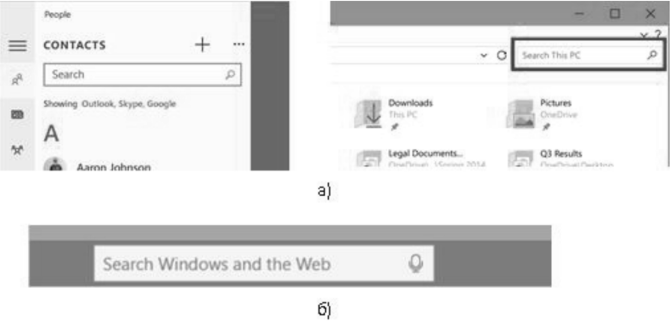 People
CONTACTS
Search
Showing Outlook, Skype, Google
A
Aaron Johnson
Search This PC
Downloads
This PC
Pictures
OneDrive
Legal Documents...
Q3 Results
OneDrive\...\Spring 2014
OneDrive\Desktop
а)
Search Windows and the Web
б)